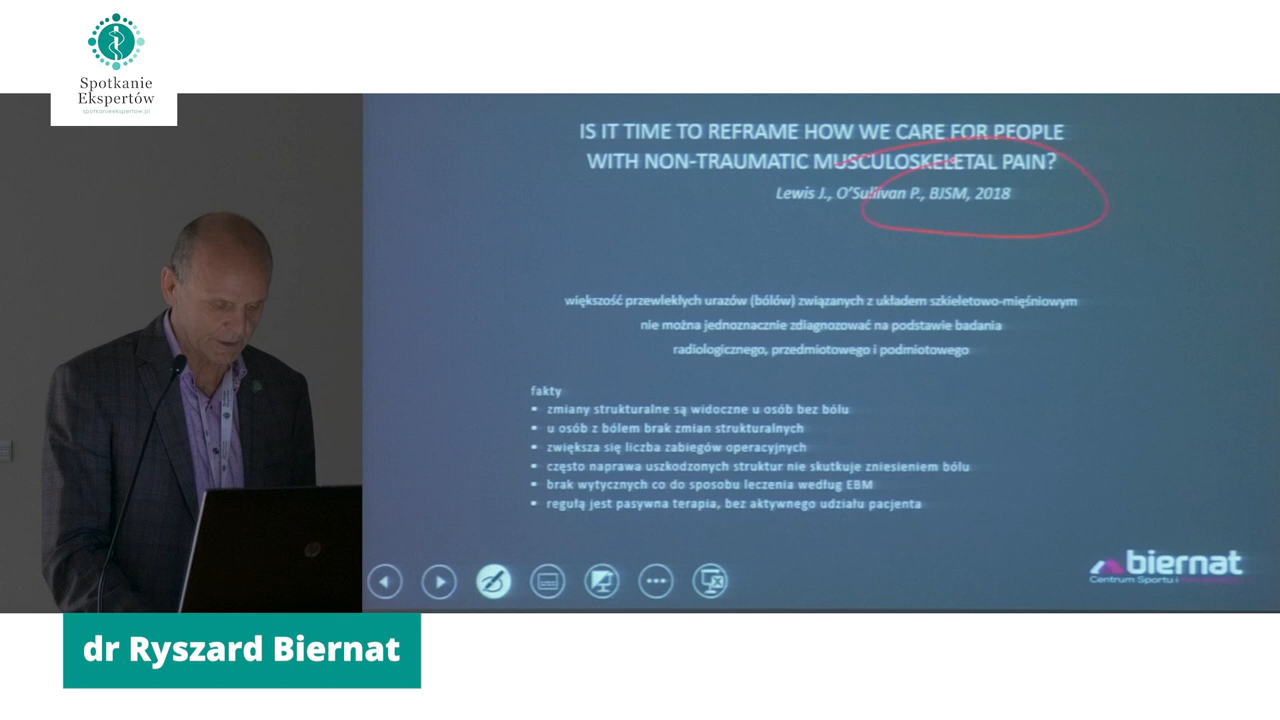 Spotkanie
Ekspertów
spotkanieekspertow.pl
IS IT TIME TO REFRAME HOW WE CARE FOR PEOPLE
WITH NON-TRAUMATIC MUSCULOSKELETAL PAIN?
Lewis J., O'Sullivan P., BJSM, 2018
większość przewlekłych urazów (bólów) związanych z układem szkieletowo-mięśniowym
nie można jednoznacznie zdiagnozować na podstawie badania
radiologicznego, przedmiotowego i podmiotowego
fakty
▪ zmiany strukturalne są widoczne u osób bez bólu
▪ u osób z bólem brak zmian strukturalnych
▪ zwiększa się liczba zabiegów operacyjnych
▪ często naprawa uszkodzonych struktur nie skutkuje zniesieniem bólu
▪ brak wytycznych co do sposobu leczenia według EBM
▪ regułą jest pasywna terapia, bez aktywnego udziału pacjenta
biernat
Centrum Sportu i
hp
dr Ryszard Biernat